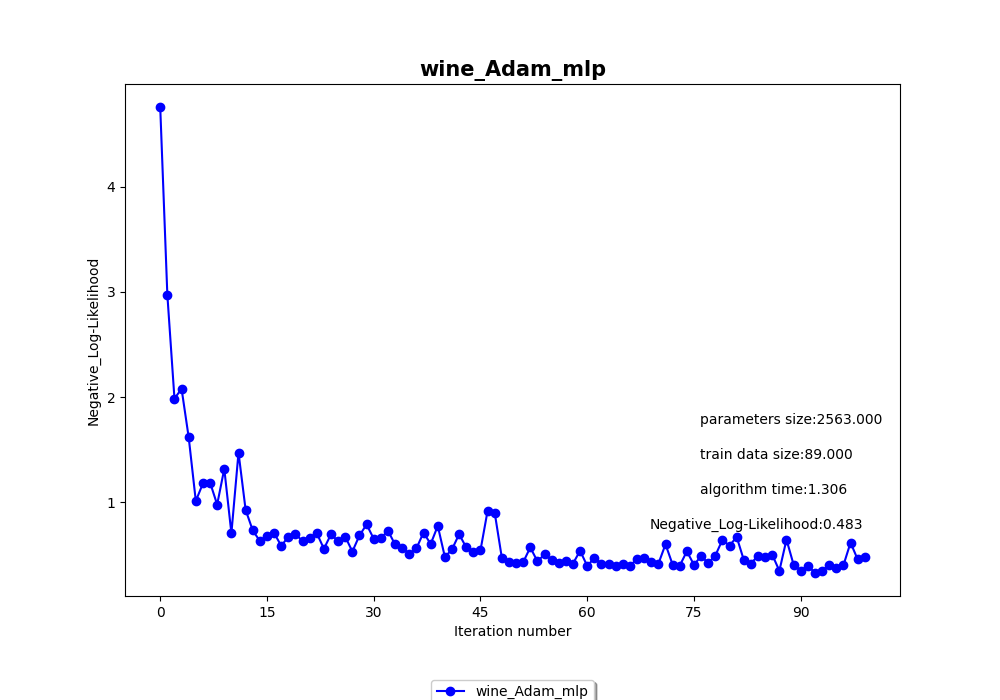 wine_Adam_mlp
Negative_Log-Likelihood
4
3
2
1
parameters size:2563.000
train data size:89.000
algorithm time:1.306
Negative_Log-Likelihood:0.483
0 15 30 45 60 75 90
Iteration number
wine_Adam_mlp